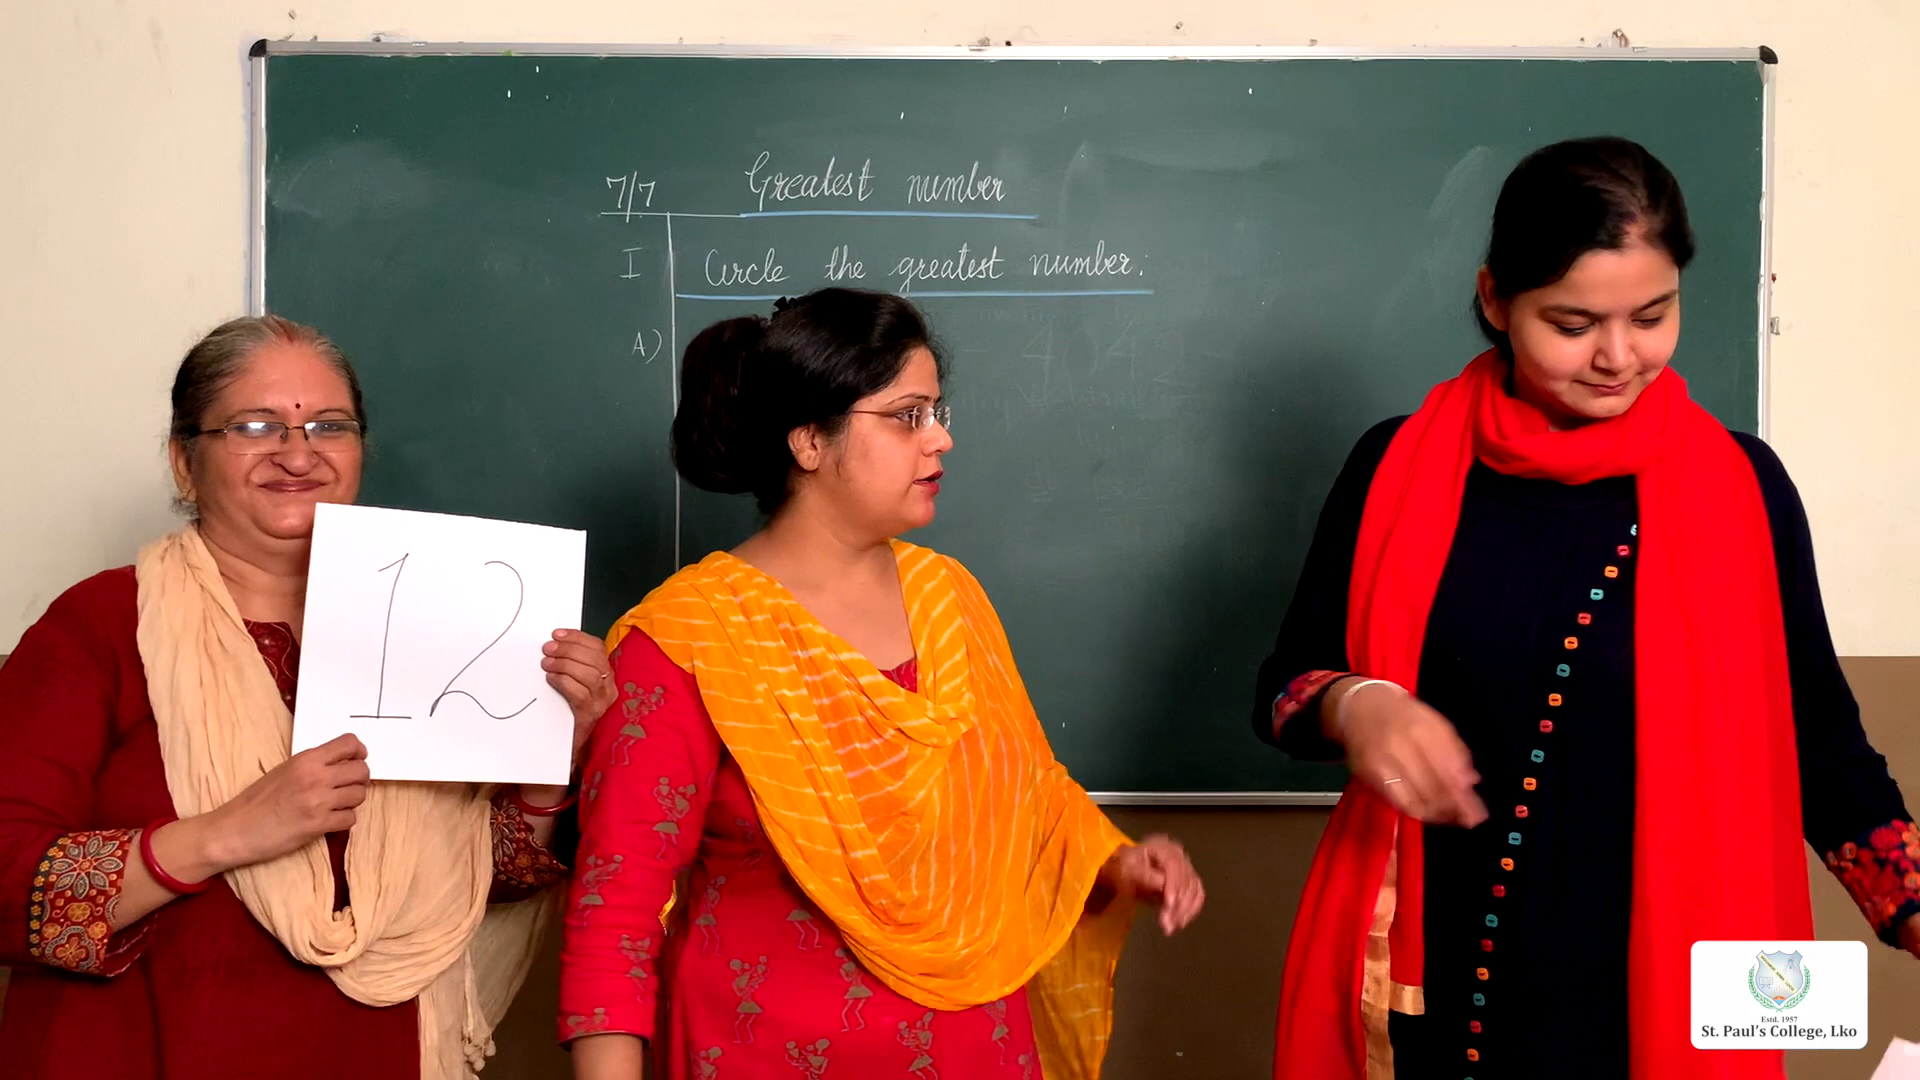 7/7 Greatest number
I Circle the greatest number.
A)
12
Estd. 1957
St. Paul's College, Lko